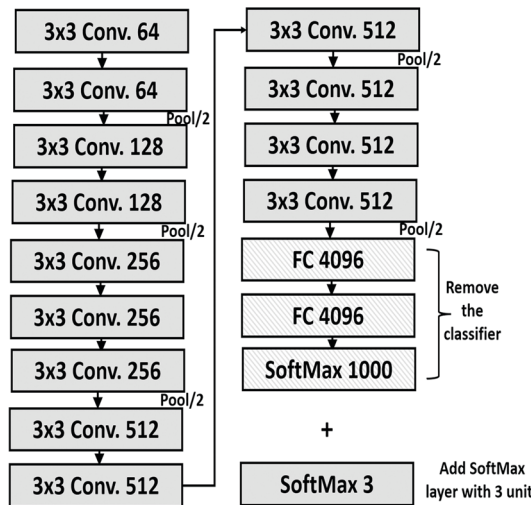 3x3 Conv. 64
3x3 Conv. 64
Pool/2
3x3 Conv. 128
3x3 Conv. 128
Pool/2
3x3 Conv. 256
3x3 Conv. 256
3x3 Conv. 256
Pool/2
3x3 Conv. 512
3x3 Conv. 512
3x3 Conv. 512
Pool/2
3x3 Conv. 512
3x3 Conv. 512
3x3 Conv. 512
Pool/2
FC 4096
FC 4096
SoftMax 1000
Remove
the
classifier
+
SoftMax 3
Add SoftMax
layer with 3 unit